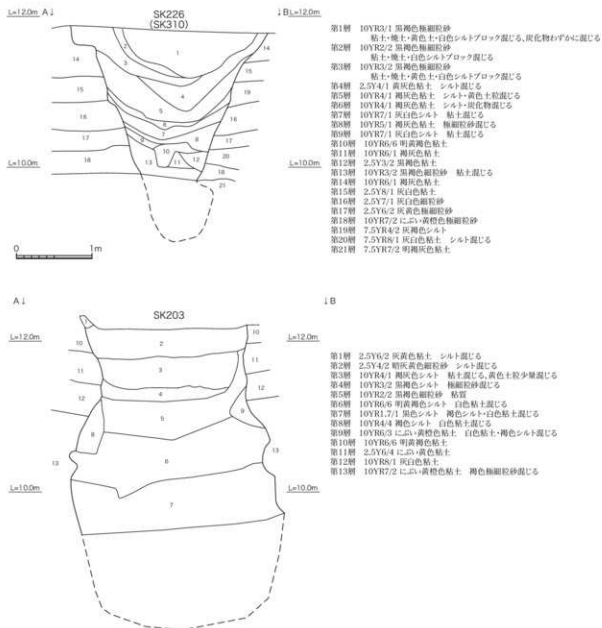 SK226
(SK310)
L=12.0m A↓ ↓B L=12.0m
L=10.0m L=10.0m
0 1m
第1層 10YR3/1 黒褐色極細粒砂
粘土・焼土・黄色土・白色シルトブロック混じる、炭化物わずかに混じる
第2層 10YR2/2 黒褐色細粒砂
粘土・焼土・白色シルトブロック混じる
第3層 10YR3/2 黒褐色細粒砂
粘土・焼土・黄色土・白色シルトブロック混じる
第4層 2.5Y4/1 黄灰色粘土 シルト混じる
第5層 10YR4/1 褐灰色粘土 シルト・黄色土粒混じる
第6層 10YR4/1 褐灰色粘土 シルト・炭化物混じる
第7層 10YR7/1 灰白色シルト 粘土混じる
第8層 10YR5/1 褐灰色粘土 極細粒砂混じる
第9層 10YR7/1 灰白色シルト 粘土混じる
第10層 10YR6/6 明黄褐色粘土
第11層 10YR6/1 褐灰色粘土
第12層 2.5Y3/2 黒褐色粘土
第13層 10YR3/2 黒褐色細粒砂 粘土混じる
第14層 10YR6/1 褐灰色粘土
第15層 2.5Y8/1 灰白色粘土
第16層 2.5Y7/1 灰白色細粒砂
第17層 2.5Y6/2 灰黄色極細粒砂
第18層 10YR7/2 にぶい黄橙色極細粒砂
第19層 7.5YR4/2 灰褐色シルト
第20層 7.5YR8/1 灰白色粘土 シルト混じる
第21層 7.5YR7/2 明褐灰色粘土
A↓ SK203 ↓B
L=12.0m L=12.0m
L=10.0m L=10.0m
第1層 2.5Y6/2 灰黄色粘土 シルト混じる
第2層 2.5Y4/2 暗灰黄色細粒砂 シルト混じる
第3層 10YR4/1 褐灰色シルト 粘土混じる、黄色土粒少量混じる
第4層 10YR3/2 黒褐色シルト 極細粒砂混じる
第5層 10YR2/2 黒褐色細粒砂 粘質
第6層 10YR6/6 明黄褐色シルト 白色粘土混じる
第7層 10YR1.7/1 黒色シルト 褐色シルト・白色粘土混じる
第8層 10YR4/4 褐色シルト 白色粘土混じる
第9層 10YR6/3 にぶい黄橙色粘土 白色粘土・褐色シルト混じる
第10層 10YR6/6 明黄褐色粘土
第11層 2.5Y6/4 にぶい黄色粘土
第12層 10YR8/1 灰白色粘土
第13層 10YR7/2 にぶい黄橙色粘土 褐色極細粒砂混じる